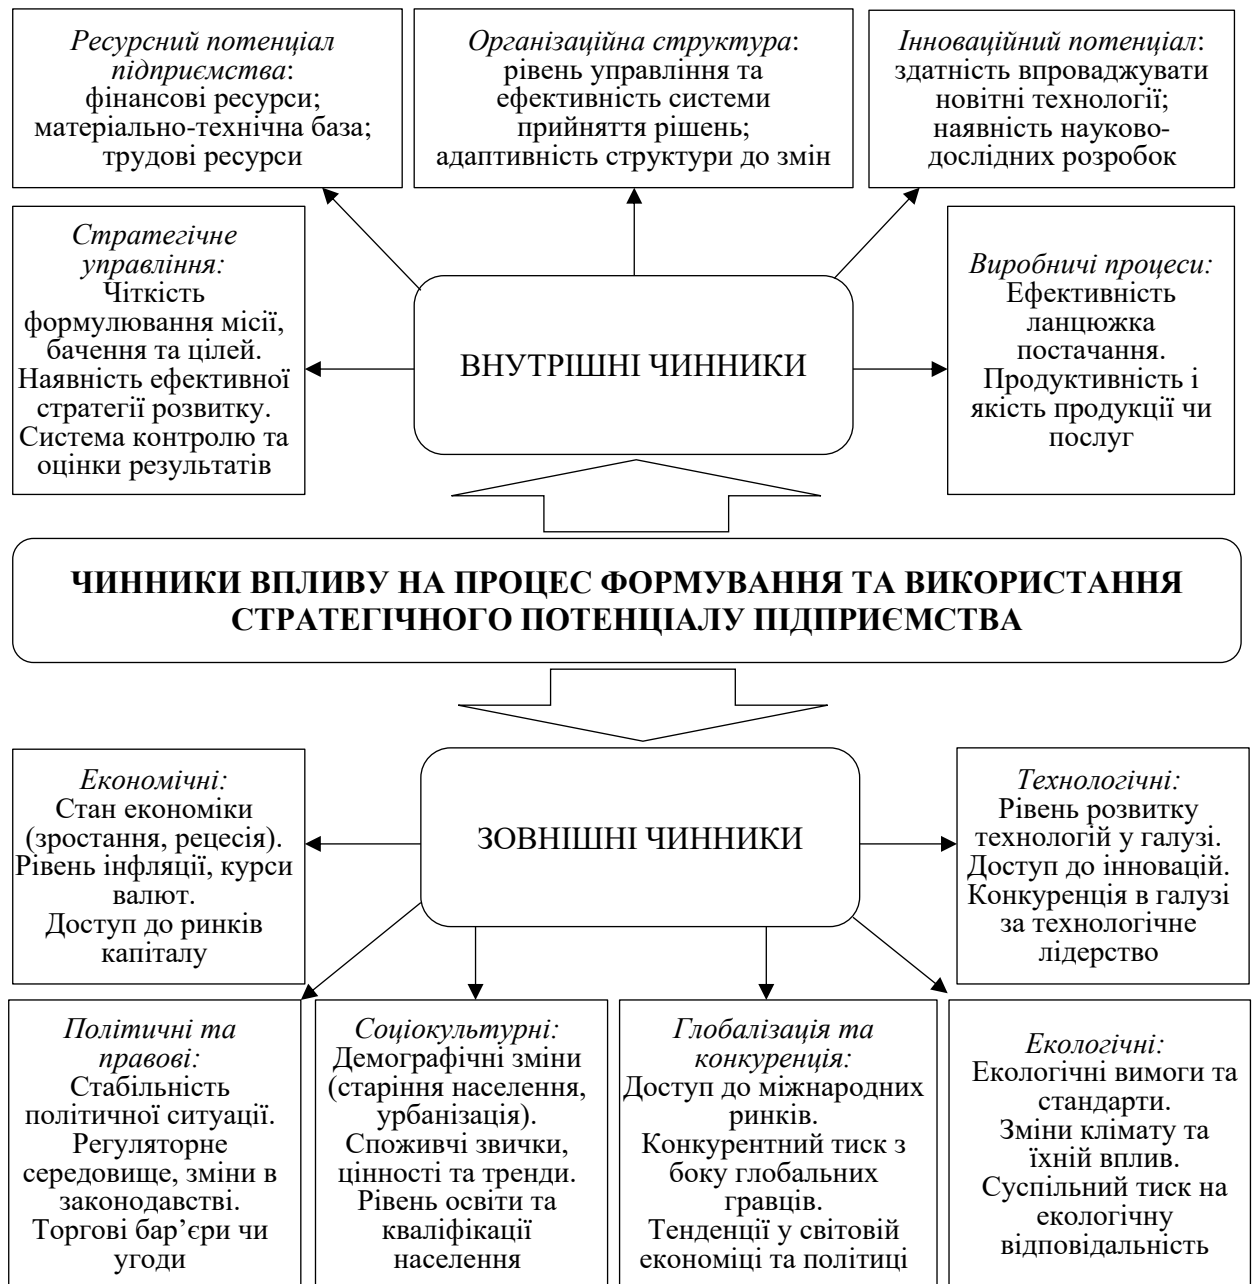 Ресурсний потенціал
підприємства:
фінансові ресурси;
матеріально-технічна база;
трудові ресурси
Організаційна структура:
рівень управління та
ефективність системи
прийняття рішень;
адаптивність структури до змін
Інноваційний потенціал:
здатність впроваджувати
новітні технології;
наявність науково-
дослідних розробок
Стратегічне
управління:
Чіткість
формулювання місії,
бачення та цілей.
Наявність ефективної
стратегії розвитку.
Система контролю та
оцінки результатів
ВНУТРІШНІ ЧИННИКИ
Виробничі процеси:
Ефективність
ланцюжка
постачання.
Продуктивність і
якість продукції чи
послуг
ЧИННИКИ ВПЛИВУ НА ПРОЦЕС ФОРМУВАННЯ ТА ВИКОРИСТАННЯ
СТРАТЕГІЧНОГО ПОТЕНЦІАЛУ ПІДПРИЄМСТВА
Економічні:
Стан економіки
(зростання, рецесія).
Рівень інфляції, курси
валют.
Доступ до ринків
капіталу
ЗОВНІШНІ ЧИННИКИ
Технологічні:
Рівень розвитку
технологій у галузі.
Доступ до інновацій.
Конкуренція в галузі
за технологічне
лідерство
Політичні та
правові:
Стабільність
політичної ситуації.
Регуляторне
середовище, зміни в
законодавстві.
Торгові бар’єри чи
угоди
Соціокультурні:
Демографічні зміни
(старіння населення,
урбанізація).
Споживчі звички,
цінності та тренди.
Рівень освіти та
кваліфікації
населення
Глобалізація та
конкуренція:
Доступ до міжнародних
ринків.
Конкурентний тиск з
боку глобальних
гравців.
Тенденції у світовій
економіці та політиці
Екологічні:
Екологічні вимоги та
стандарти.
Зміни клімату та
їхній вплив.
Суспільний тиск на
екологічну
відповідальність